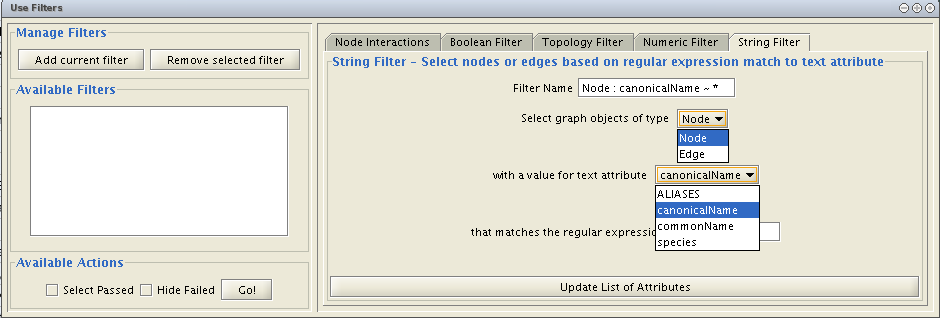 Use Filters
Manage Filters
Add current filter Remove selected filter
Available Filters
Available Actions
Select Passed Hide Failed Go!
Node Interactions Boolean Filter Topology Filter Numeric Filter String Filter
String Filter - Select nodes or edges based on regular expression match to text attribute
Filter Name Node : canonicalName ~ *
Select graph objects of type Node
Node
Edge
with a value for text attribute canonicalName
ALIASES
canonicalName
commonName
species
that matches the regular expressio
Update List of Attributes